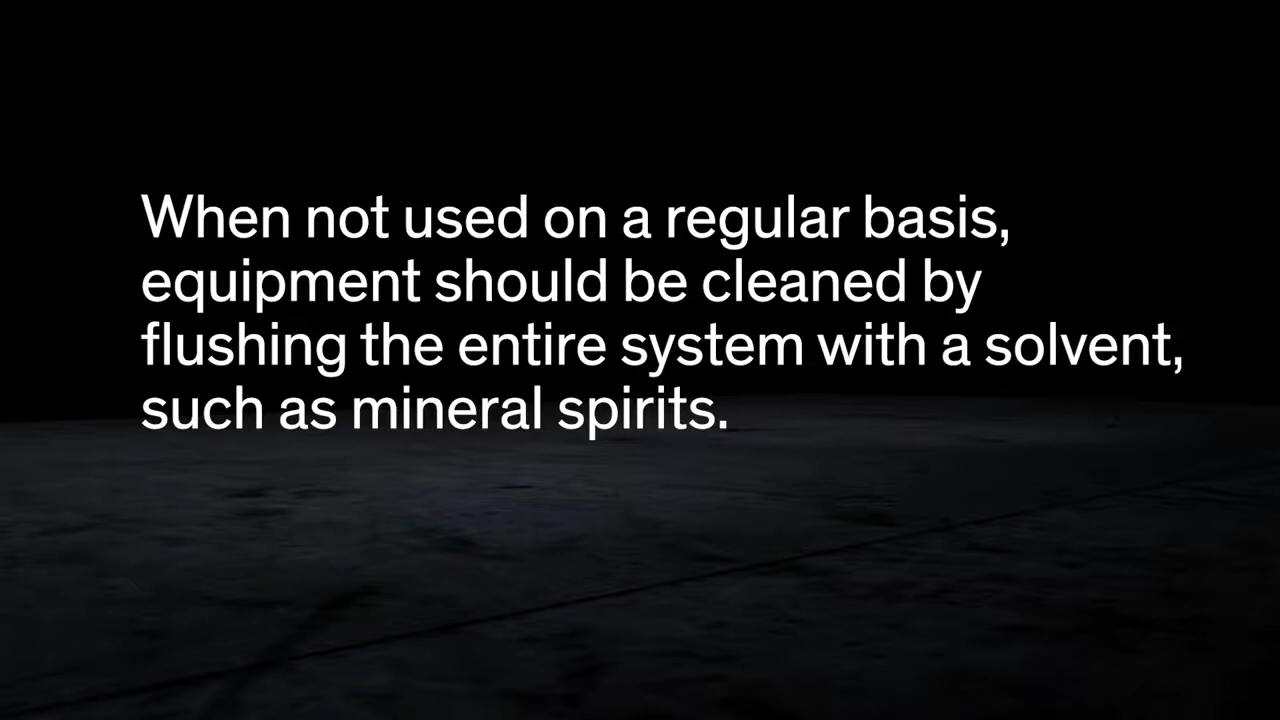 When not used on a regular basis,
equipment should be cleaned by
flushing the entire system with a solvent,
such as mineral spirits.